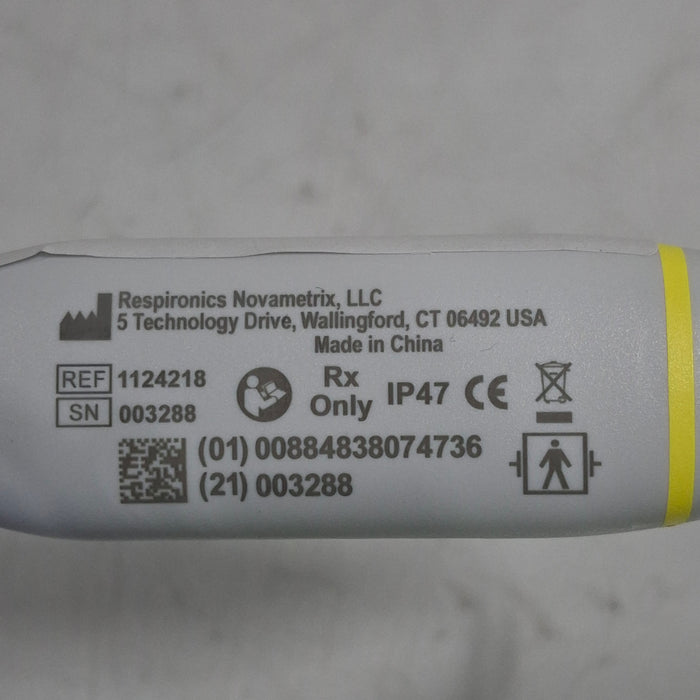 Respironics Novametrix, LLC
5 Technology Drive, Wallingford, CT 06492 USA
Made in China
REF 1124218
SN 003288
Rx Only
IP47 CE
(01) 00884838074736
(21) 003288